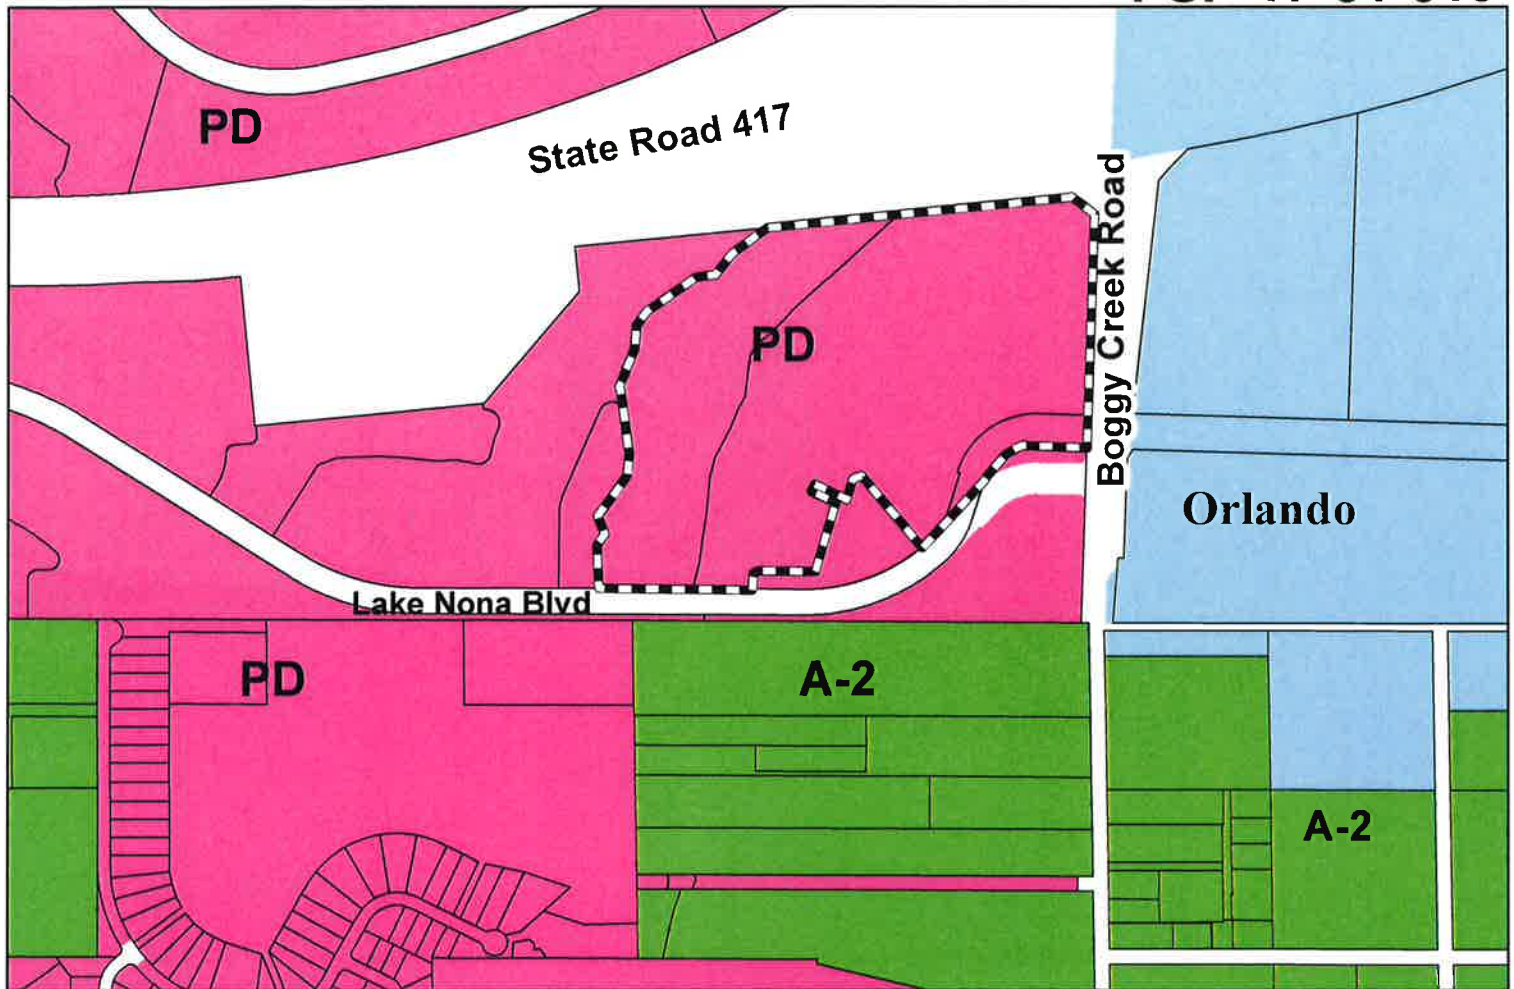 PD
State Road 417
Boggy Creek Road
PD
Orlando
Lake Nona Blvd
PD
A-2
A-2